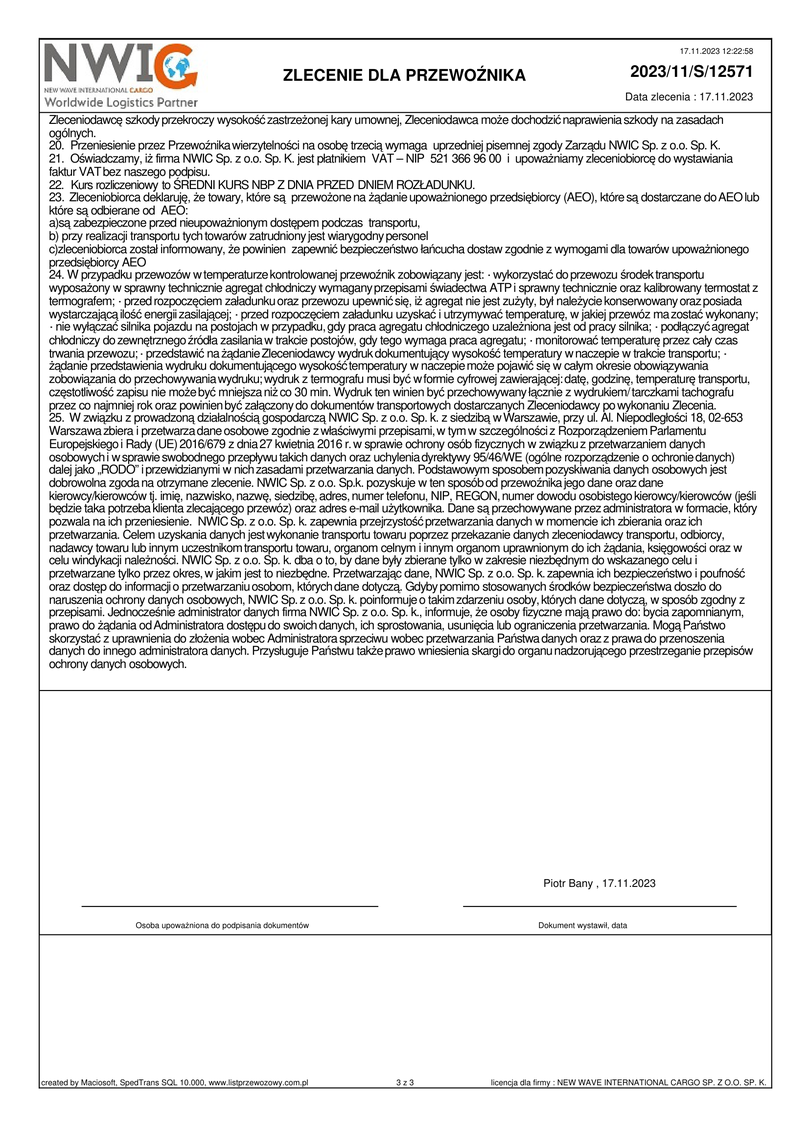 NWIC
NEW WAVE INTERNATIONAL CARGO
Worldwide Logistics Partner
ZLECENIE DLA PRZEWOŹNIKA
17.11.2023 12:22:58
2023/11/S/12571
Data zlecenia : 17.11.2023
Zleceniodawcę szkody przekroczy wysokość zastrzeżonej kary umownej, Zleceniodawca może dochodzić naprawienia szkody na zasadach
ogólnych.
20. Przeniesienie przez Przewoźnika wierzytelności na osobę trzecią wymaga uprzedniej pisemnej zgody Zarządu NWIC Sp. z o.o. Sp. K.
21. Oświadczamy, iż firma NWIC Sp. z o.o. Sp. K. jest płatnikiem VAT – NIP 521 366 96 00 i upoważniamy zleceniobiorcę do wystawiania
faktur VAT bez naszego podpisu.
22. Kurs rozliczeniowy to ŚREDNI KURS NBP Z DNIA PRZED DNIEM ROZŁADUNKU.
23. Zleceniobiorca deklaruję, że towary, które są przewożone na żądanie upoważnionego przedsiębiorcy (AEO), które są dostarczane do AEO lub
które są odbierane od AEO:
a)są zabezpieczone przed nieupoważnionym dostępem podczas transportu,
b) przy realizacji transportu tych towarów zatrudniony jest wiarygodny personel
c)zleceniobiorca został informowany, że powinien zapewnić bezpieczeństwo łańcucha dostaw zgodnie z wymogami dla towarów upoważnionego
przedsiębiorcy AEO
24. W przypadku przewozów w temperaturze kontrolowanej przewoźnik zobowiązany jest: · wykorzystać do przewozu środek transportu
wyposażony w sprawny technicznie agregat chłodniczy wymagany przepisami świadectwa ATP i sprawny technicznie oraz kalibrowany termostat z
termografem; · przed rozpoczęciem załadunku oraz przewozu upewnić się, iż agregat nie jest zużyty, był należycie konserwowany oraz posiada
wystarczającą ilość energii zasilającej; · przed rozpoczęciem załadunku uzyskać i utrzymywać temperaturę, w jakiej przewóz ma zostać wykonany;
· nie wyłączać silnika pojazdu na postojach w przypadku, gdy praca agregatu chłodniczego uzależniona jest od pracy silnika; · podłączyć agregat
chłodniczy do zewnętrznego źródła zasilania w trakcie postojów, gdy tego wymaga praca agregatu; · monitorować temperaturę przez cały czas
trwania przewozu; · przedstawić na żądanie Zleceniodawcy wydruk dokumentujący wysokość temperatury w naczepie w trakcie transportu; ·
żądanie przedstawienia wydruku dokumentującego wysokość temperatury w naczepie może pojawić się w całym okresie obowiązywania
zobowiązania do przechowywania wydruku; wydruk z termografu musi być w formie cyfrowej zawierającej: datę, godzinę, temperaturę transportu,
częstotliwość zapisu nie może być mniejsza niż co 30 min. Wydruk ten winien być przechowywany łącznie z wydrukiem/ tarczkami tachografu
przez co najmniej rok oraz powinien być załączony do dokumentów transportowych dostarczanych Zleceniodawcy po wykonaniu Zlecenia.
25. W związku z prowadzoną działalnością gospodarczą NWIC Sp. z o.o. Sp. k. z siedzibą w Warszawie, przy ul. Al. Niepodległości 18, 02-653
Warszawa zbiera i przetwarza dane osobowe zgodnie z właściwymi przepisami, w tym w szczególności z Rozporządzeniem Parlamentu
Europejskiego i Rady (UE) 2016/679 z dnia 27 kwietnia 2016 r. w sprawie ochrony osób fizycznych w związku z przetwarzaniem danych
osobowych i w sprawie swobodnego przepływu takich danych oraz uchylenia dyrektywy 95/46/WE (ogólne rozporządzenie o ochronie danych)
dalej jako „RODO” i przewidzianymi w nich zasadami przetwarzania danych. Podstawowym sposobem pozyskiwania danych osobowych jest
dobrowolna zgoda na otrzymane zlecenie. NWIC Sp. z o.o. Sp.k. pozyskuje w ten sposób od przewoźnika jego dane oraz dane
kierowcy/kierowców tj. imię, nazwisko, nazwę, siedzibę, adres, numer telefonu, NIP, REGON, numer dowodu osobistego kierowcy/kierowców (jeśli
będzie taka potrzeba klienta zlecającego przewóz) oraz adres e-mail użytkownika. Dane są przechowywane przez administratora w formacie, który
pozwala na ich przeniesienie. NWIC Sp. z o.o. Sp. k. zapewnia przejrzystość przetwarzania danych w momencie ich zbierania oraz ich
przetwarzania. Celem uzyskania danych jest wykonanie transportu towaru poprzez przekazanie danych zleceniodawcy transportu, odbiorcy,
nadawcy towaru lub innym uczestnikom transportu towaru, organom celnym i innym organom uprawnionym do ich żądania, księgowości oraz w
celu windykacji należności. NWIC Sp. z o.o. Sp. k. dba o to, by dane były zbierane tylko w zakresie niezbędnym do wskazanego celu i
przetwarzane tylko przez okres, w jakim jest to niezbędne. Przetwarzając dane, NWIC Sp. z o.o. Sp. k. zapewnia ich bezpieczeństwo i poufność
oraz dostęp do informacji o przetwarzaniu osobom, których dane dotyczą. Gdyby pomimo stosowanych środków bezpieczeństwa doszło do
naruszenia ochrony danych osobowych, NWIC Sp. z o.o. Sp. k. poinformuje o takim zdarzeniu osoby, których dane dotyczą, w sposób zgodny z
przepisami. Jednocześnie administrator danych firma NWIC Sp. z o.o. Sp. k., informuje, że osoby fizyczne mają prawo do: bycia zapomnianym,
prawo do żądania od Administratora dostępu do swoich danych, ich sprostowania, usunięcia lub ograniczenia przetwarzania. Mogą Państwo
skorzystać z uprawnienia do złożenia wobec Administratora sprzeciwu wobec przetwarzania Państwa danych oraz z prawa do przenoszenia
danych do innego administratora danych. Przysługuje Państwu także prawo wniesienia skargi do organu nadzorującego przestrzeganie przepisów
ochrony danych osobowych.
Piotr Bany , 17.11.2023
Osoba upoważniona do podpisania dokumentów
Dokument wystawił, data
created by Maciosoft, SpedTrans SQL 10.000, www.listprzewozowy.com.pl
3 z 3
licencja dla firmy : NEW WAVE INTERNATIONAL CARGO SP. Z O.O. SP. K.